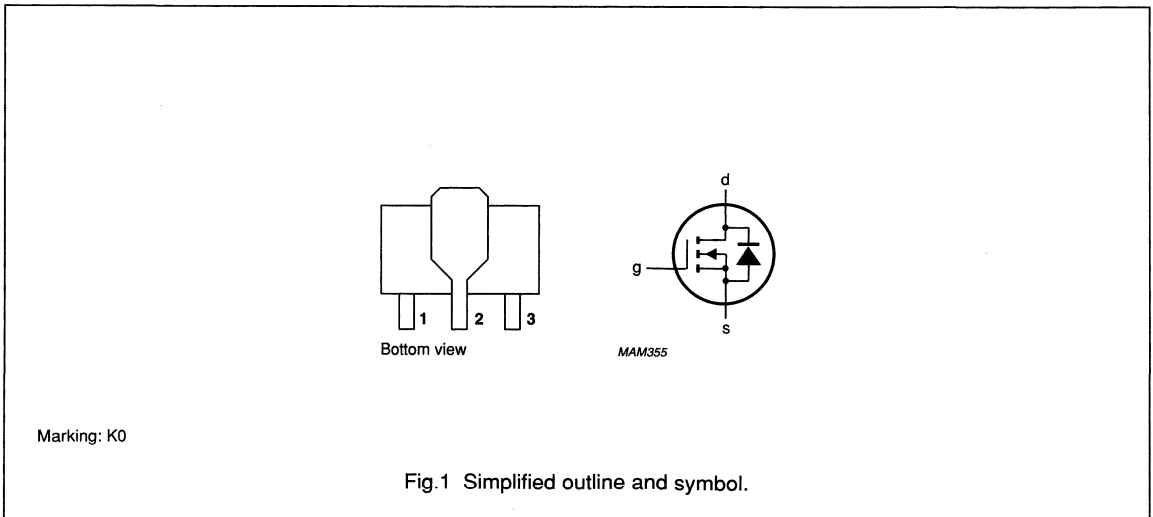 d
g
s
1 2 3
Bottom view
MAM355
Marking: K0
Fig.1 Simplified outline and symbol.